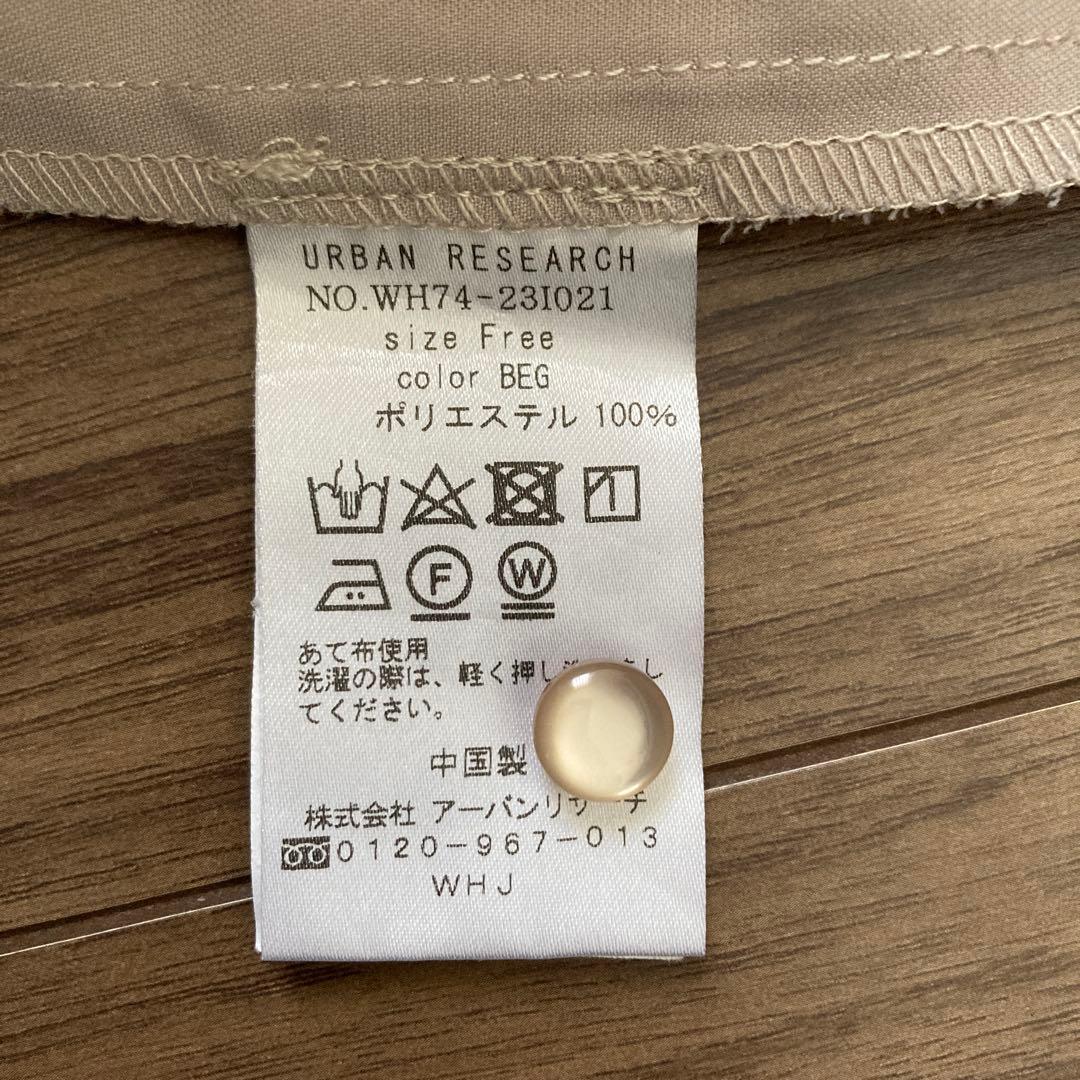 URBAN RESEARCH
NO.WH74-23I021
size Free
color BEG
ポリエステル 100%
F W
あて布使用
洗濯の際は、軽く押し
てください。
中国製
株式会社 アーバンリサーチ
0120-967-013
WHJ